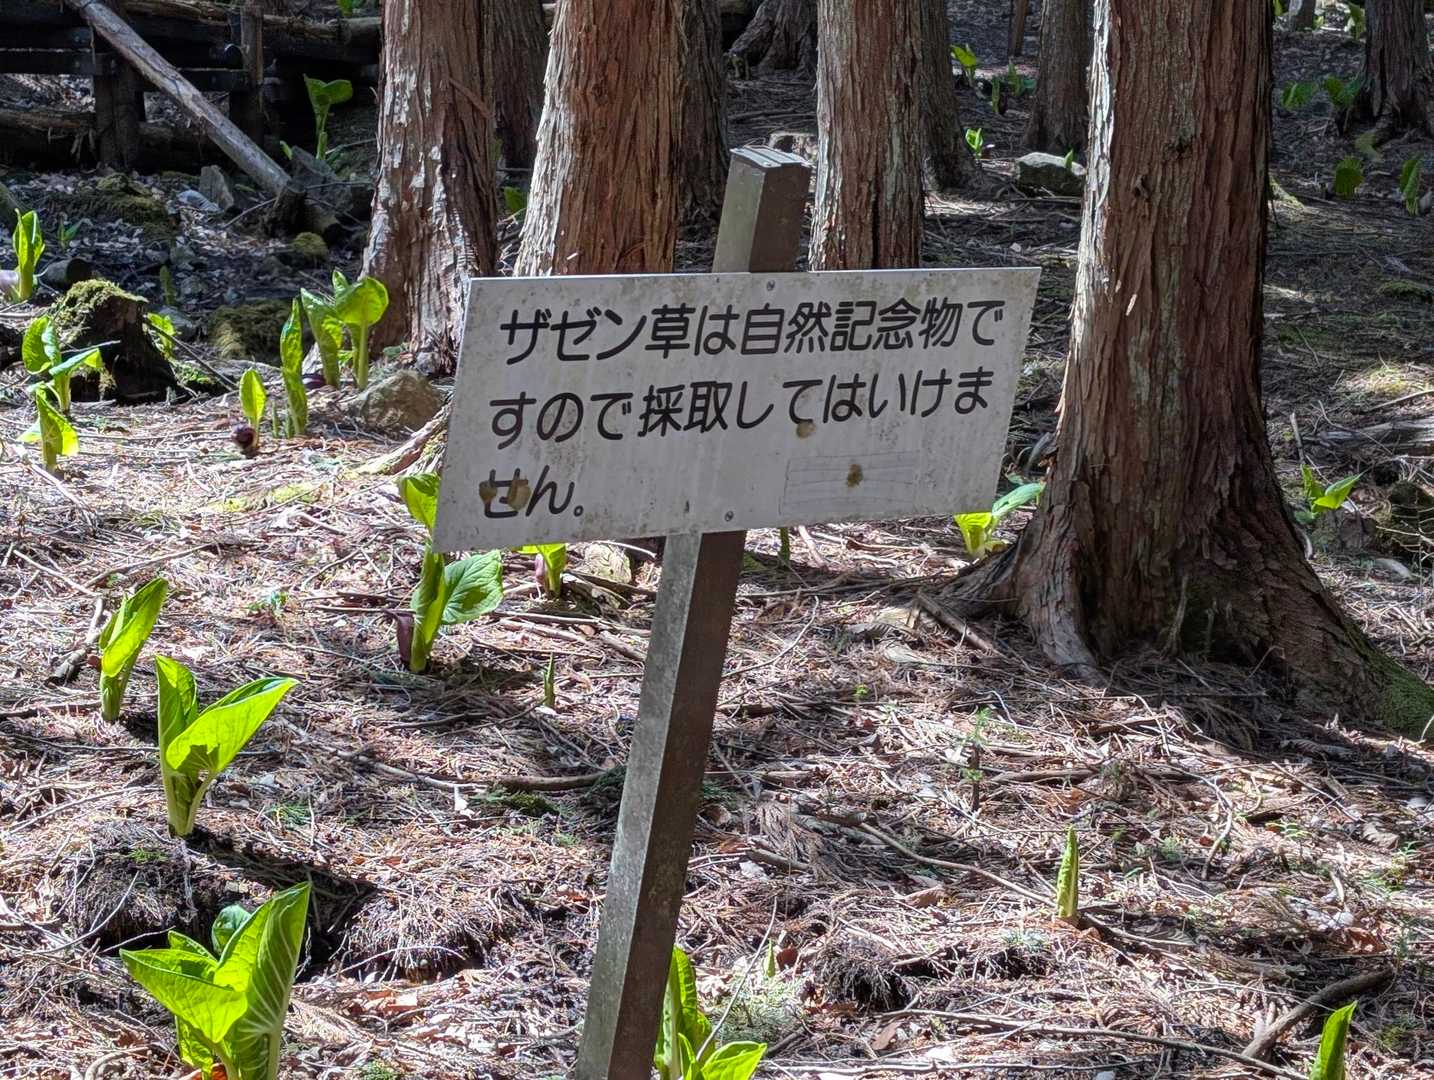 ザゼン草は自然記念物で
すので採取してはいけま
せん。